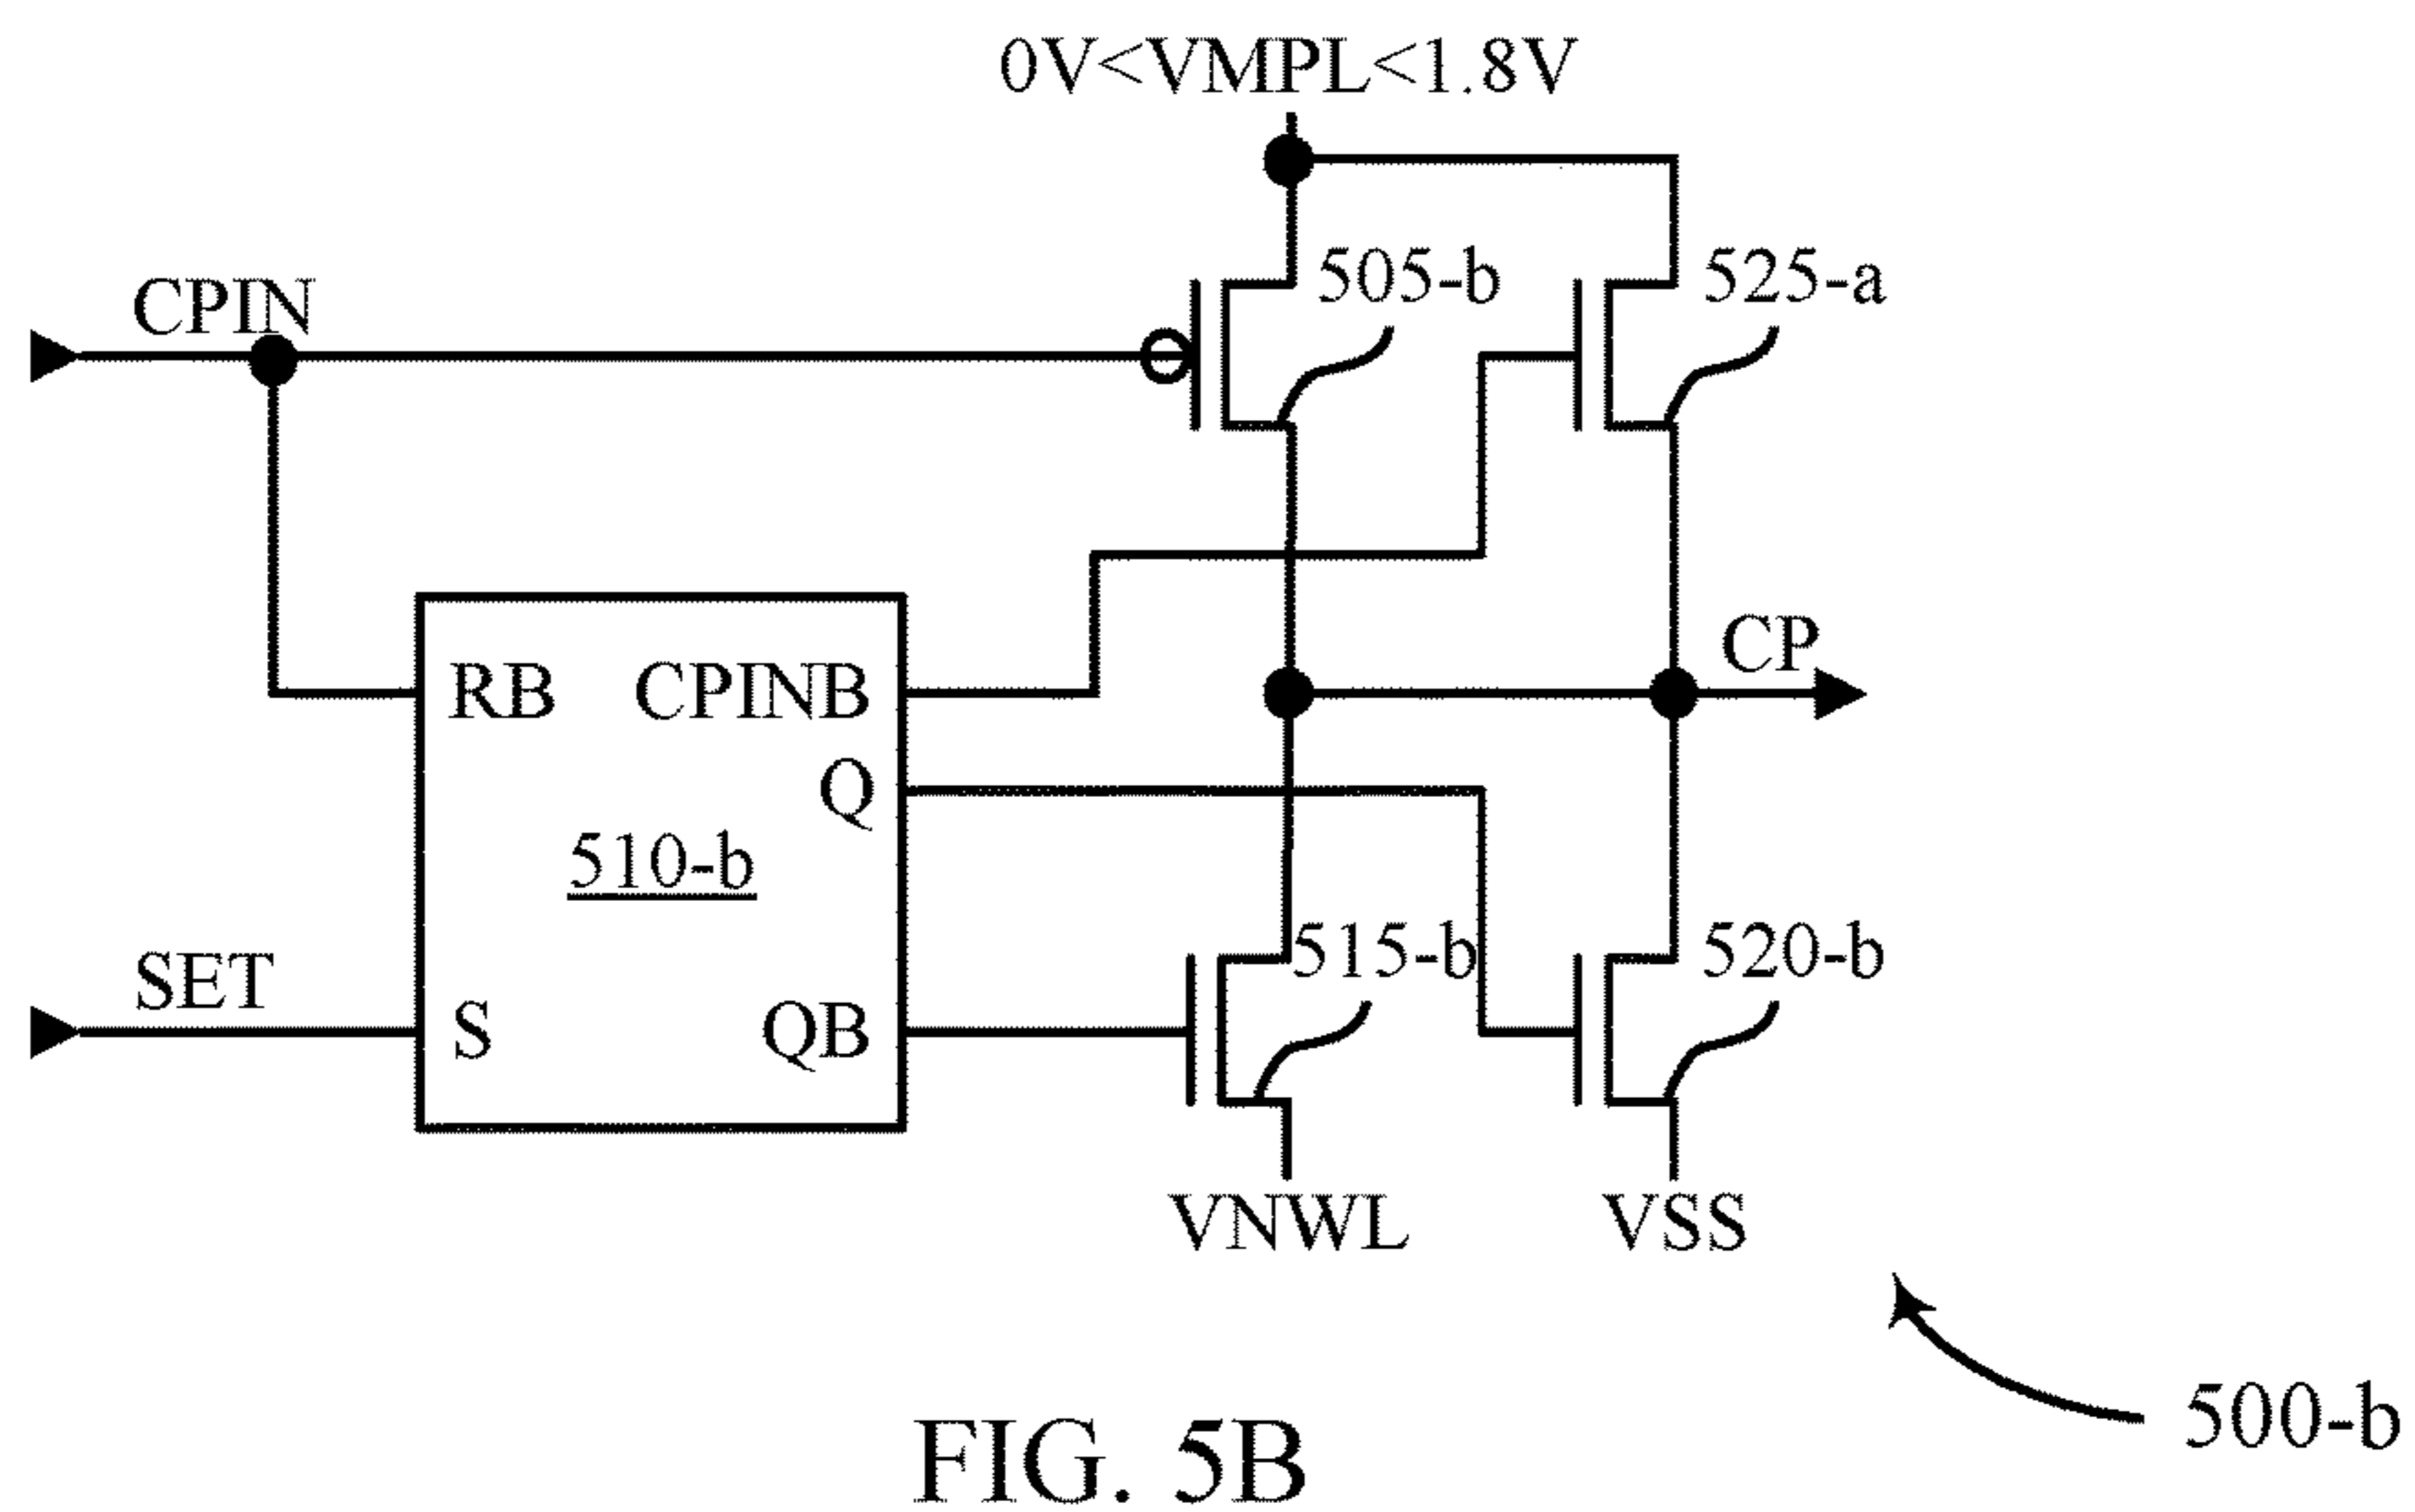 0V<VMPL<1.8V
505-b
525-a
CPIN
CP
RB
CPINB
Q
510-b
515-b
520-b
SET
S
QB
VNWL
VSS
500-b
FIG. 5B